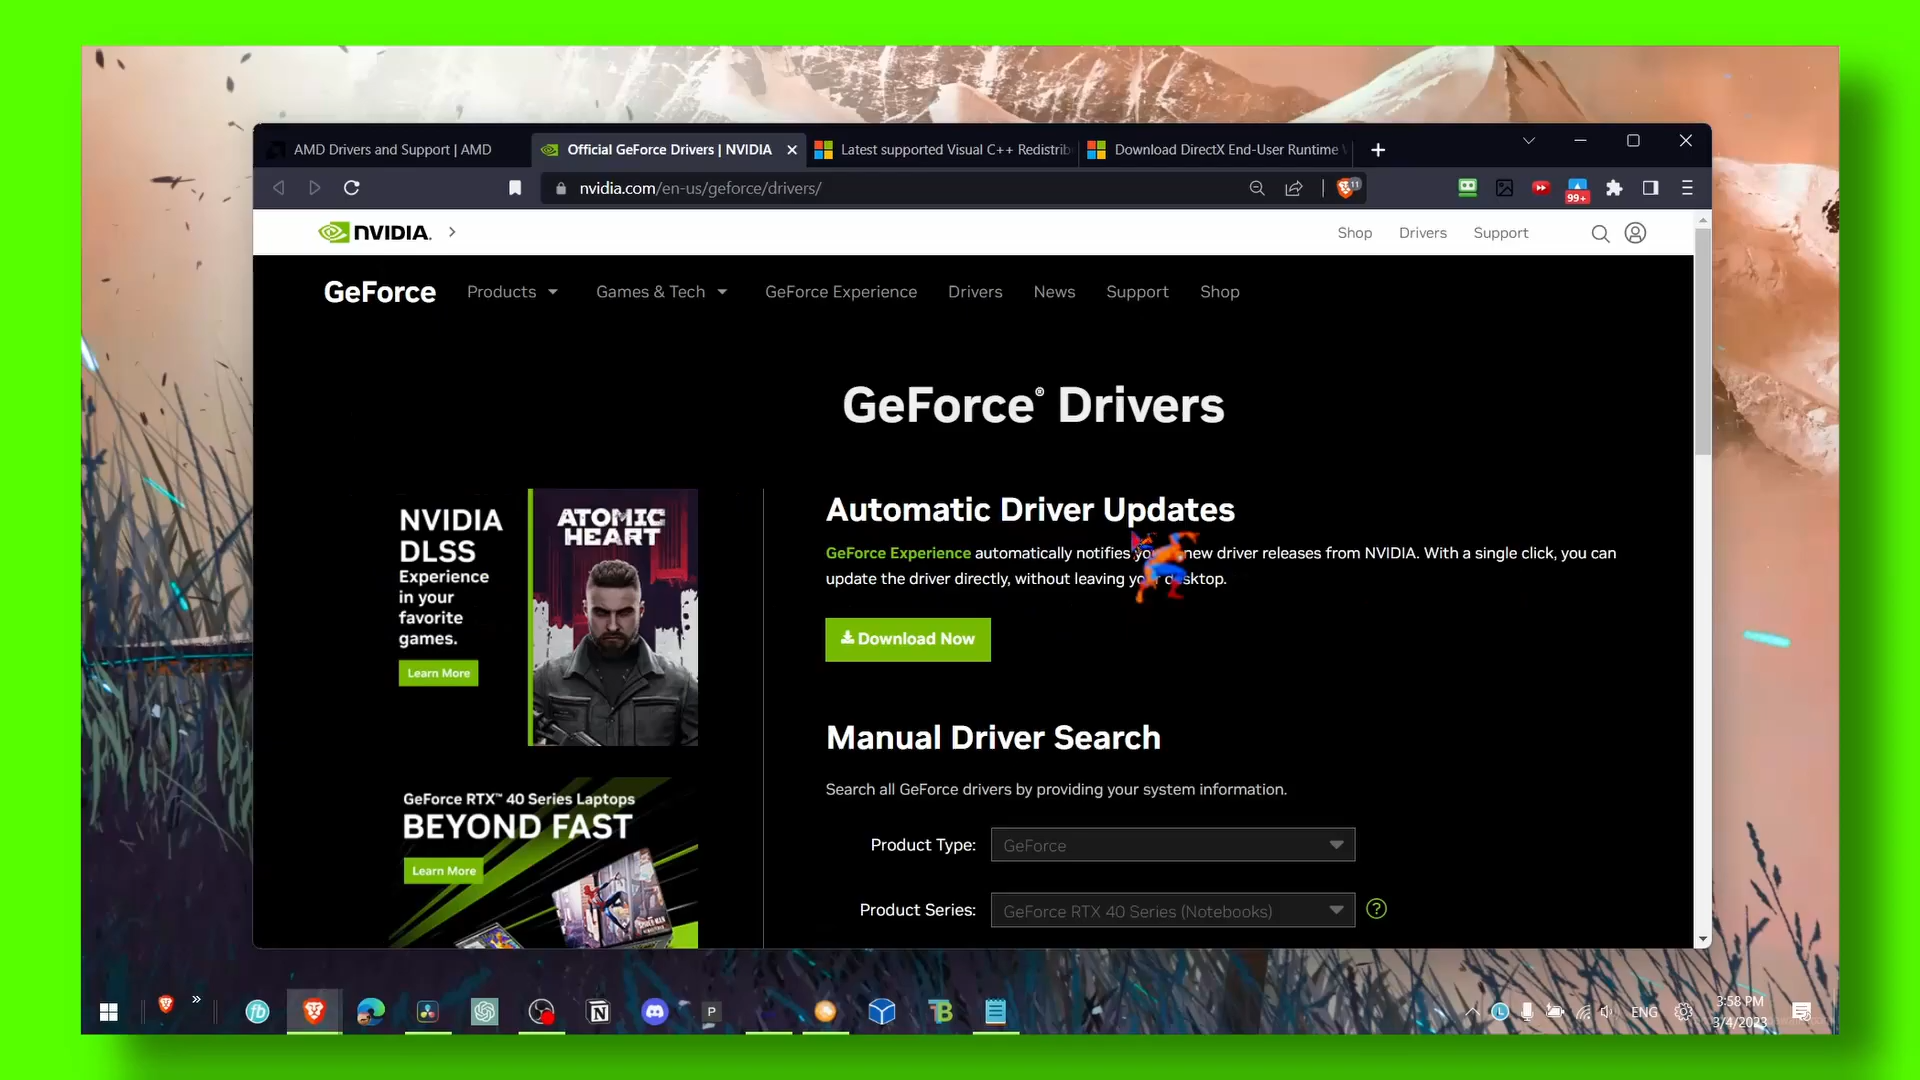 AMD Drivers and Support | AMD
Official GeForce Drivers | NVIDIA
Latest supported Visual C++ Redistrib
Download DirectX End-User Runtime
nvidia.com/en-us/geforce/drivers/
11
99+
NVIDIA.
Shop
Drivers
Support
GeForce
Products
Games & Tech
GeForce Experience
Drivers
News
Support
Shop
GeForce® Drivers
NVIDIA
DLSS
Experience
in your
favorite
games.
Learn More
ATOMIC
HEART
Automatic Driver Updates
GeForce Experience automatically notifies new driver releases from NVIDIA. With a single click, you can
update the driver directly, without leaving
Download Now
Manual Driver Search
Search all GeForce drivers by providing your system information.
Product Type:
GeForce
Product Series:
GeForce RTX 40 Series (Notebooks)
?
GeForce RTX™ 40 Series Laptops
BEYOND FAST
Learn More
fb
P
L
ENG
3:58 PM
3/4/2023